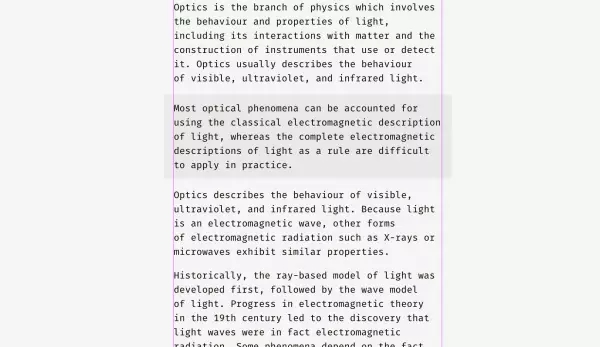 Optics is the branch of physics which involves
the behaviour and properties of light,
including its interactions with matter and the
construction of instruments that use or detect
it. Optics usually describes the behaviour
of visible, ultraviolet, and infrared light.
Most optical phenomena can be accounted for
using the classical electromagnetic description
of light, whereas the complete electromagnetic
descriptions of light as a rule are difficult
to apply in practice.
Optics describes the behaviour of visible,
ultraviolet, and infrared light. Because light
is an electromagnetic wave, other forms
of electromagnetic radiation such as X-rays or
microwaves exhibit similar properties.
Historically, the ray-based model of light was
developed first, followed by the wave model
of light. Progress in electromagnetic theory
in the 19th century led to the discovery that
light waves were in fact electromagnetic
radiation. Some phenomena depend on the fact